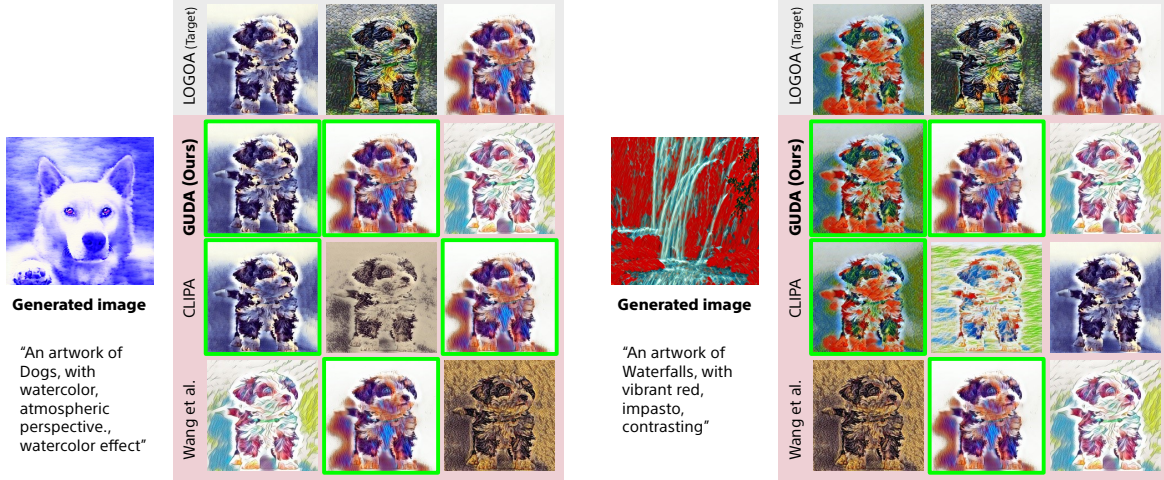 LOGOA (Target)
GUDA (Ours)
CLIPA
Wang et al.
Generated image
“An artwork of
Dogs, with
watercolor,
atmospheric
perspective.,
watercolor effect”
LOGOA (Target)
GUDA (Ours)
CLIPA
Wang et al.
Generated image
“An artwork of
Waterfalls, with
vibrant red,
impasto,
contrasting”